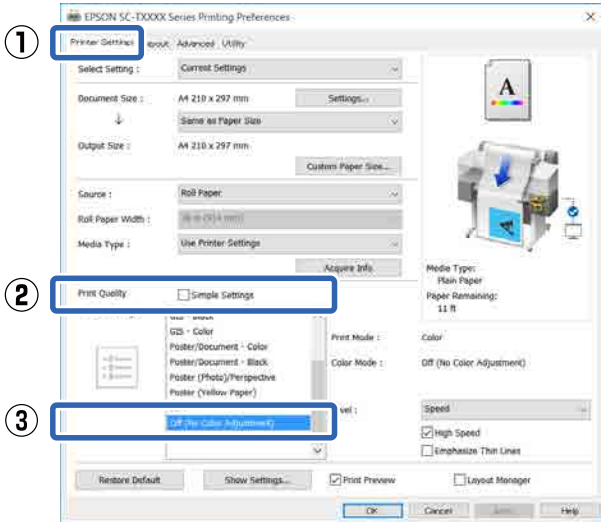 EPSON SC-TXXXX Series Printing Preferences
①
Printer Settings Advanced Utility
Select Setting : Current Settings
Document Size : A4 210 x 297 mm Settings...
Same as Paper Size
Output Size : A4 210 x 297 mm
Custom Paper Size...
Source : Roll Paper
Roll Paper Width :
Media Type : Use Printer Settings
Acquire Info
Media Type:
Plain Paper
Paper Remaining:
11 ft
②
Print Quality Simple Settings
GIS - Color
Poster/Document - Color
Poster/Document - Black
Poster (Photo)/Perspective
Poster (Yellow Paper)
Print Mode : Color
Color Mode : Off (No Color Adjustment)
③
Off (No Color Adjustment)
Speed
High Speed
Emphasize Thin Lines
Restore Default Show Settings... Print Preview Layout Manager
OK Cancel Help
A
A